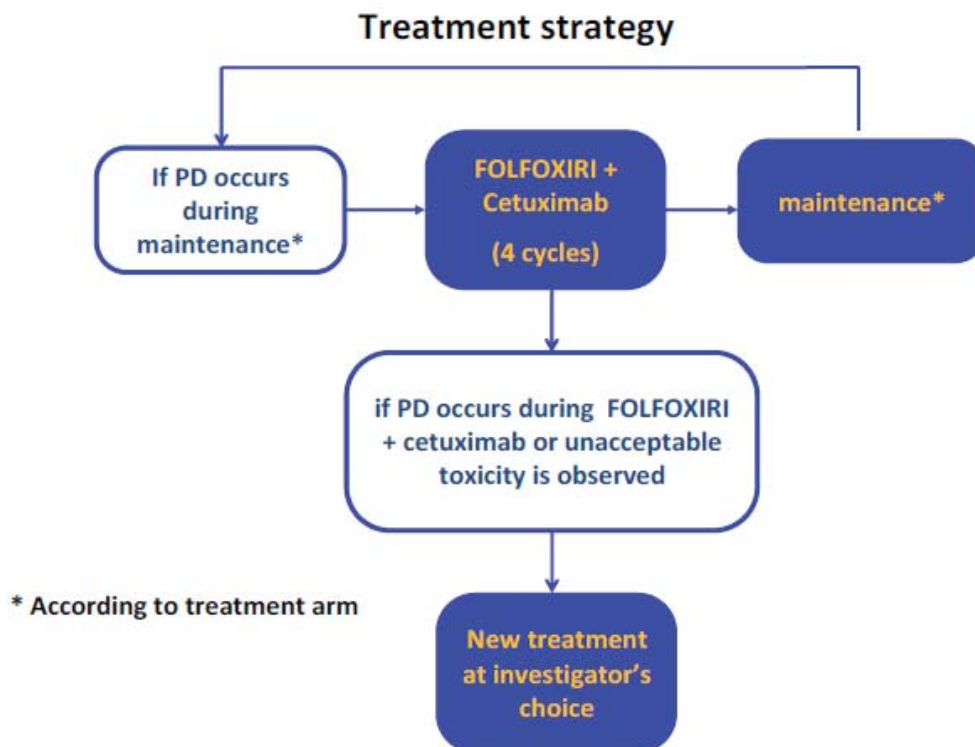 Treatment strategy
If PD occurs
during
maintenance*
FOLFOXIRI +
Cetuximab
(4 cycles)
maintenance*
if PD occurs during FOLFOXIRI
+ cetuximab or unacceptable
toxicity is observed
* According to treatment arm
New treatment
at investigator's
choice